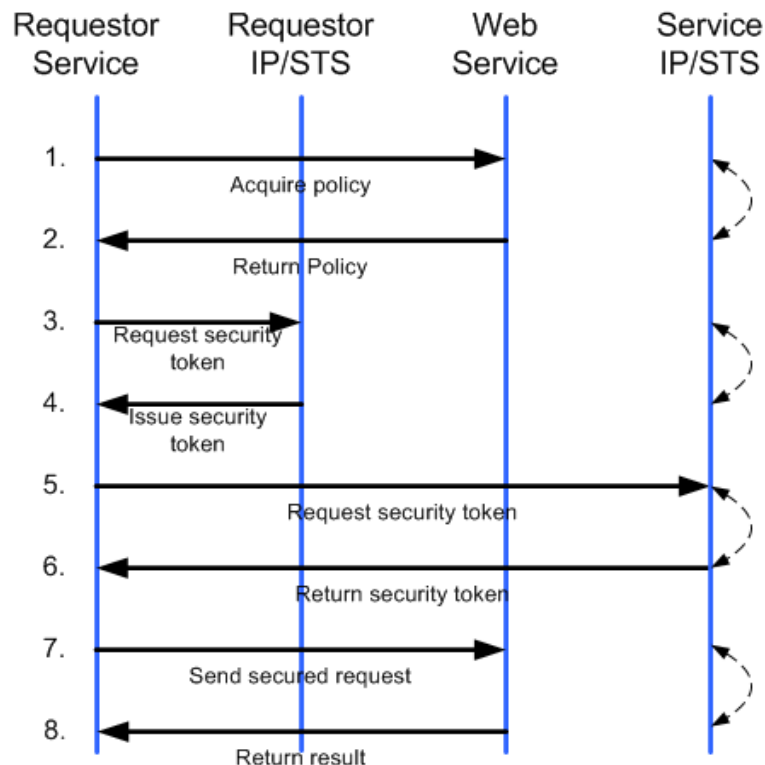 Requestor Service
Requestor IP/STS
Web Service
Service IP/STS
1.
Acquire policy
2.
Return Policy
3.
Request security
token
4.
Issue security
token
5.
Request security token
6.
Return security token
7.
Send secured request
8.
Return result